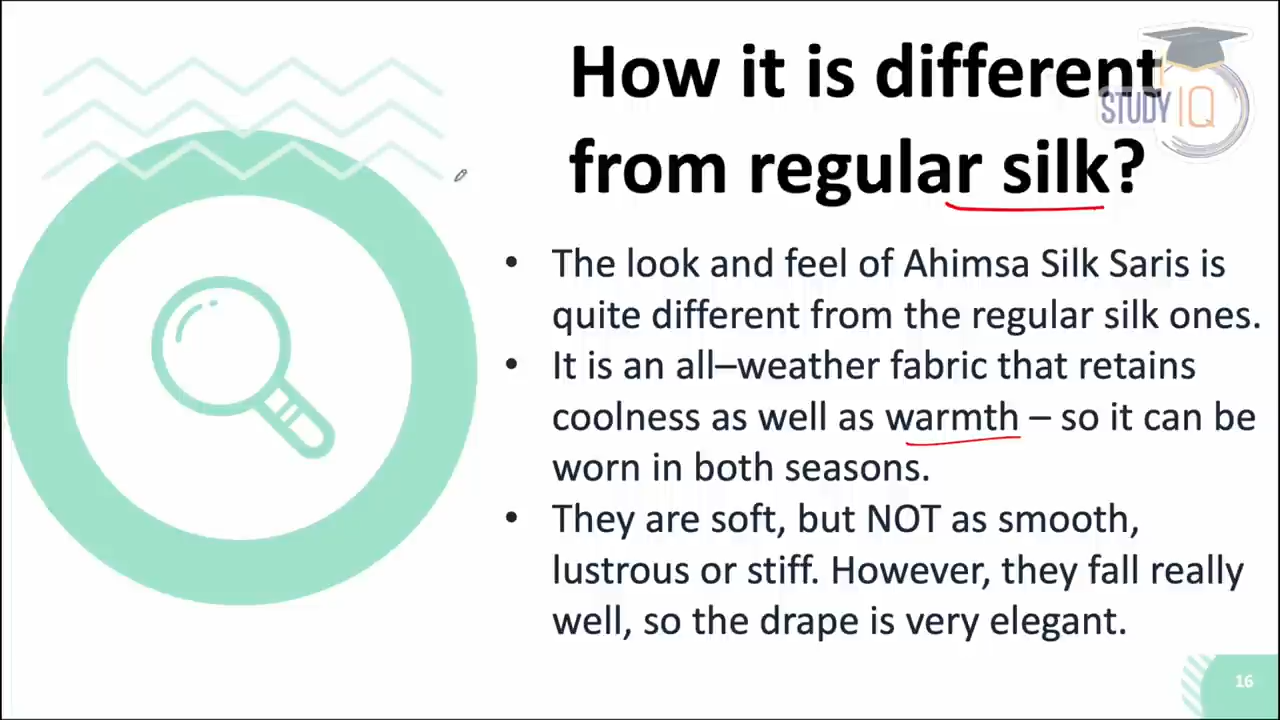 How it is different
from regular silk?
STUDY IQ
• The look and feel of Ahimsa Silk Saris is
quite different from the regular silk ones.
• It is an all–weather fabric that retains
coolness as well as warmth – so it can be
worn in both seasons.
• They are soft, but NOT as smooth,
lustrous or stiff. However, they fall really
well, so the drape is very elegant.
16